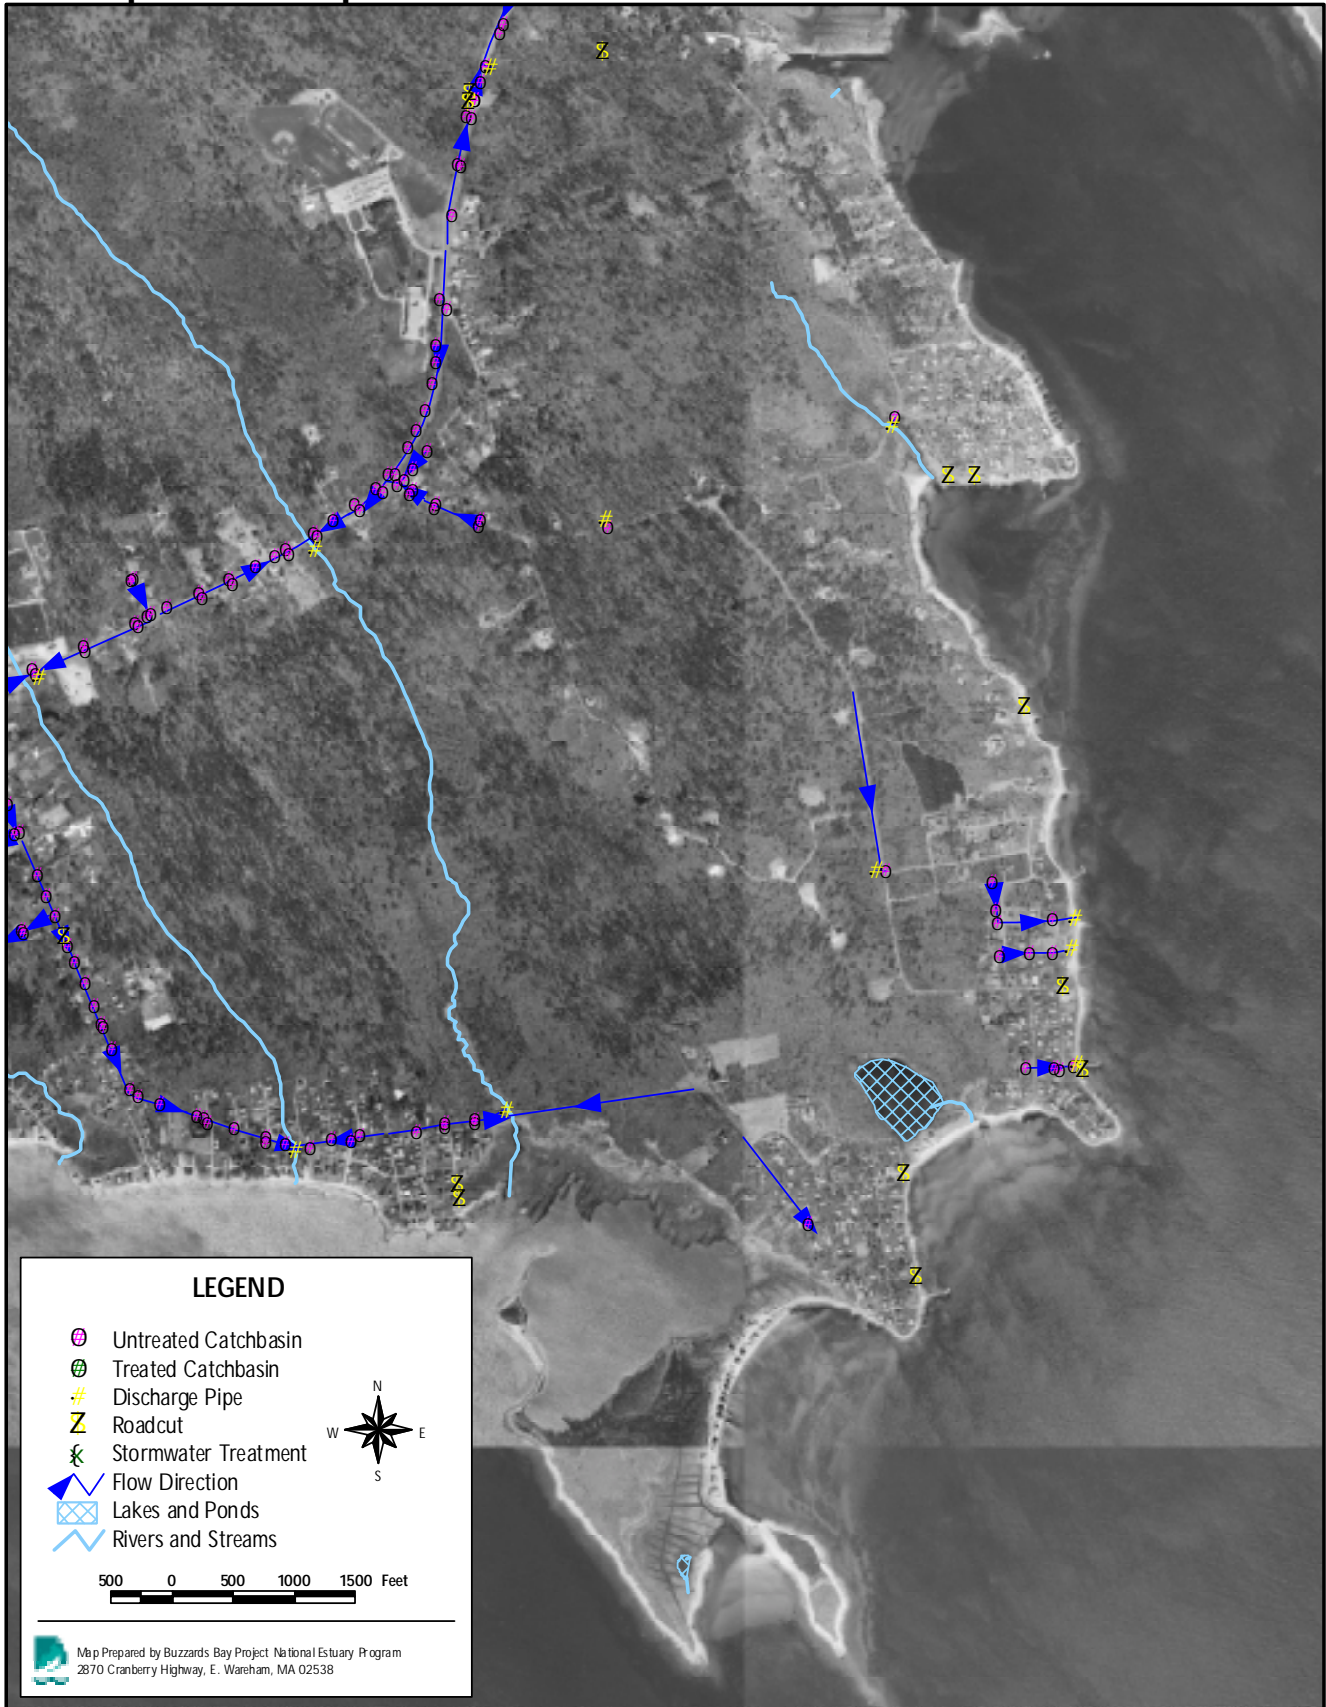 LEGEND
Untreated Catchbasin
Treated Catchbasin
Discharge Pipe
Roadcut
Stormwater Treatment
Flow Direction
Lakes and Ponds
Rivers and Streams
N
W E
S
500 0 500 1000 1500 Feet
Map Prepared by Buzzards Bay Project National Estuary Program
2870 Cranberry Highway, E. Wareham, MA 02538